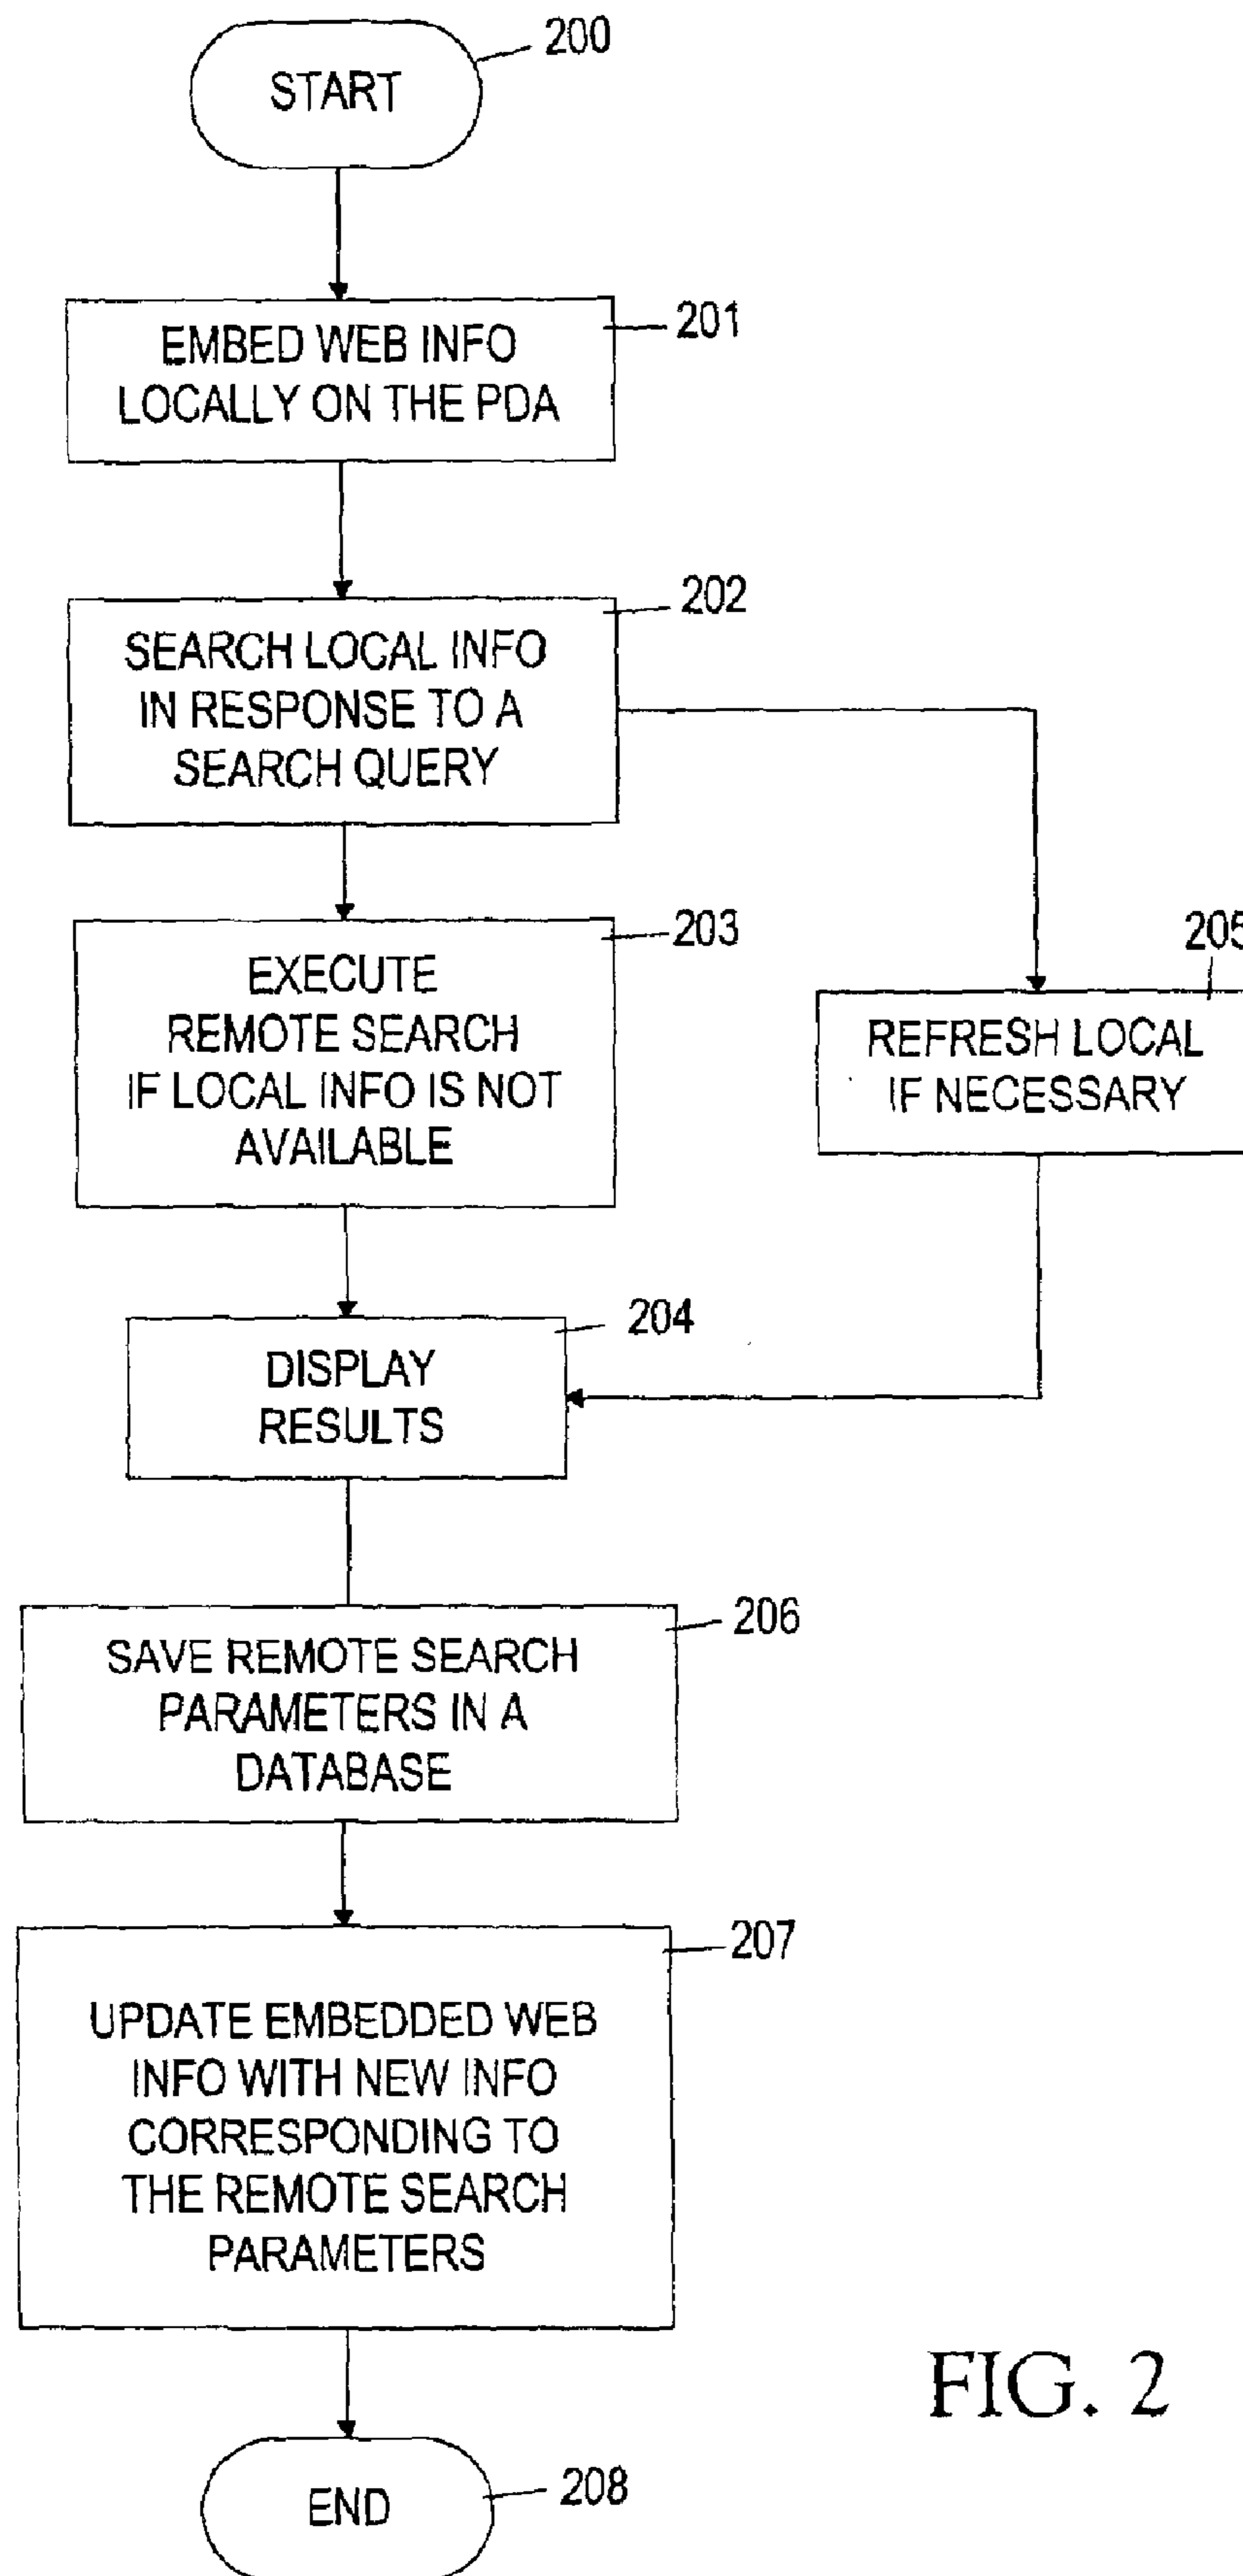 200
START
201
EMBED WEB INFO
LOCALLY ON THE PDA
202
SEARCH LOCAL INFO
IN RESPONSE TO A
SEARCH QUERY
203
EXECUTE
REMOTE SEARCH
IF LOCAL INFO IS NOT
AVAILABLE
205
REFRESH LOCAL
IF NECESSARY
204
DISPLAY
RESULTS
206
SAVE REMOTE SEARCH
PARAMETERS IN A
DATABASE
207
UPDATE EMBEDDED WEB
INFO WITH NEW INFO
CORRESPONDING TO
THE REMOTE SEARCH
PARAMETERS
FIG. 2
208
END